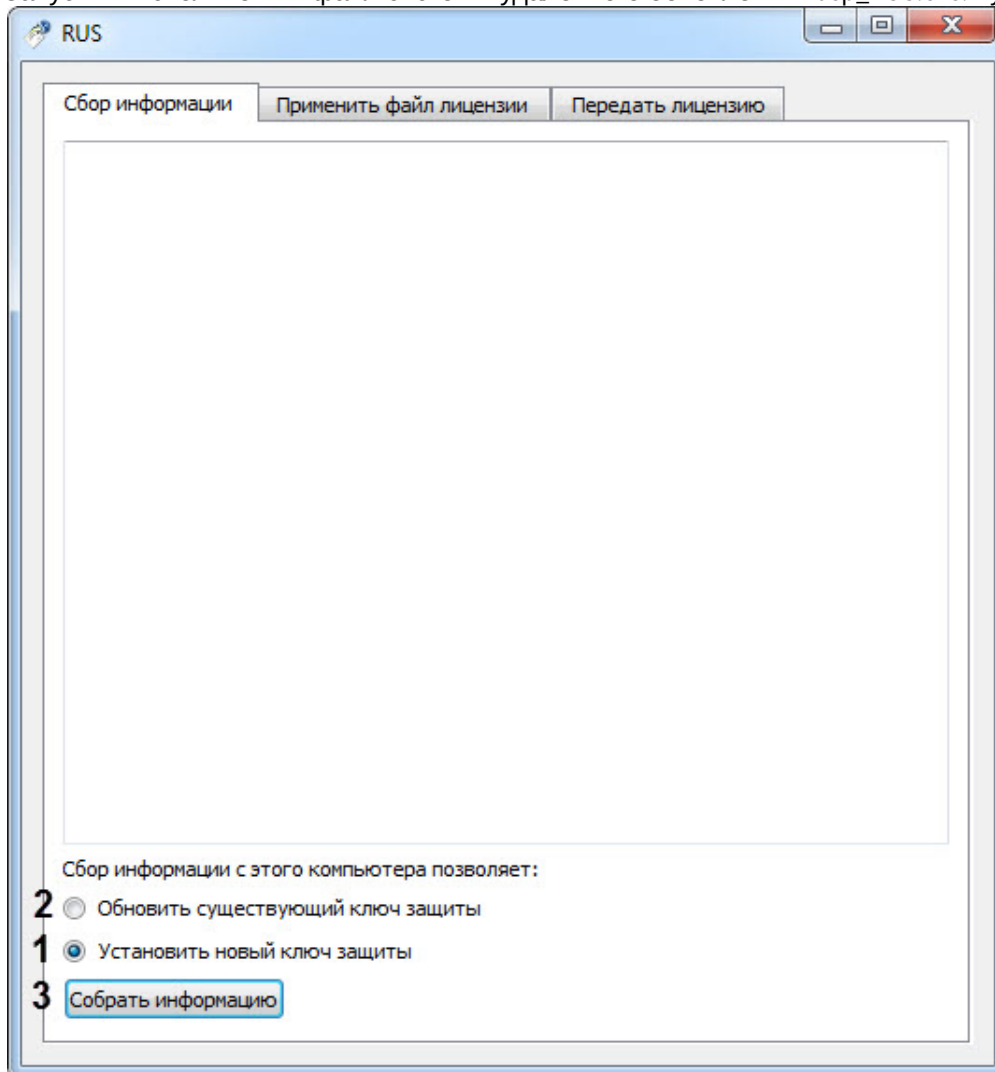 RUS
Сбор информации Применить файл лицензии Передать лицензию
Сбор информации с этого компьютера позволяет:
2 Обновить существующий ключ защиты
1 Установить новый ключ защиты
3 Собрать информацию